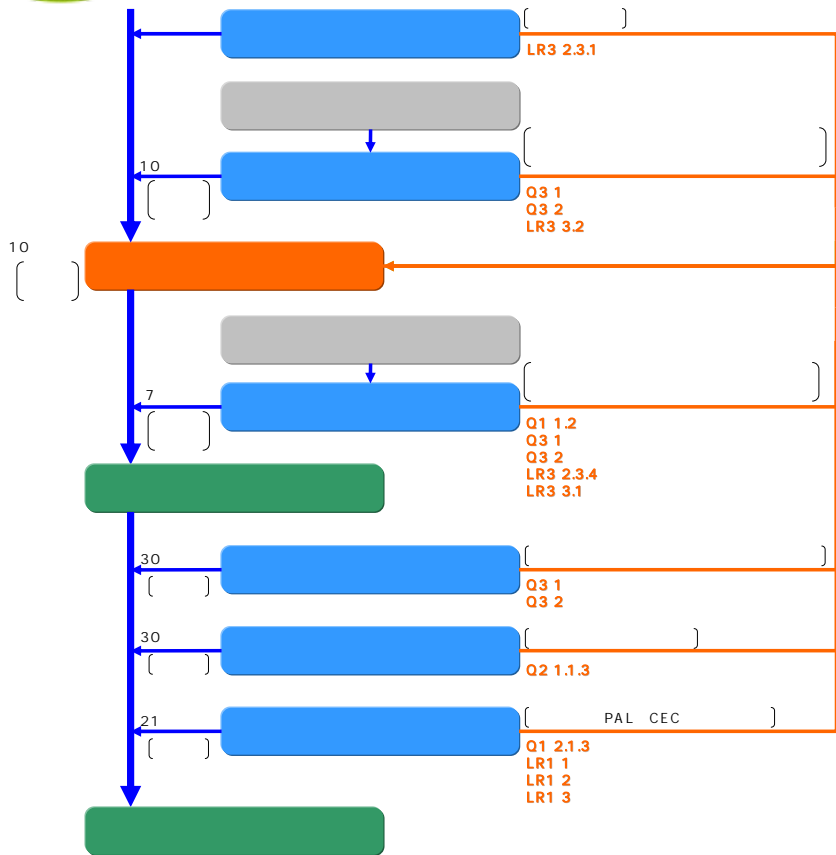 LR3 2.3.1
10
Q3 1
Q3 2
LR3 3.2
10
7
Q1 1.2
Q3 1
Q3 2
LR3 2.3.4
LR3 3.1
30
Q3 1
Q3 2
30
Q2 1.1.3
PAL CEC
21
Q1 2.1.3
LR1 1
LR1 2
LR1 3